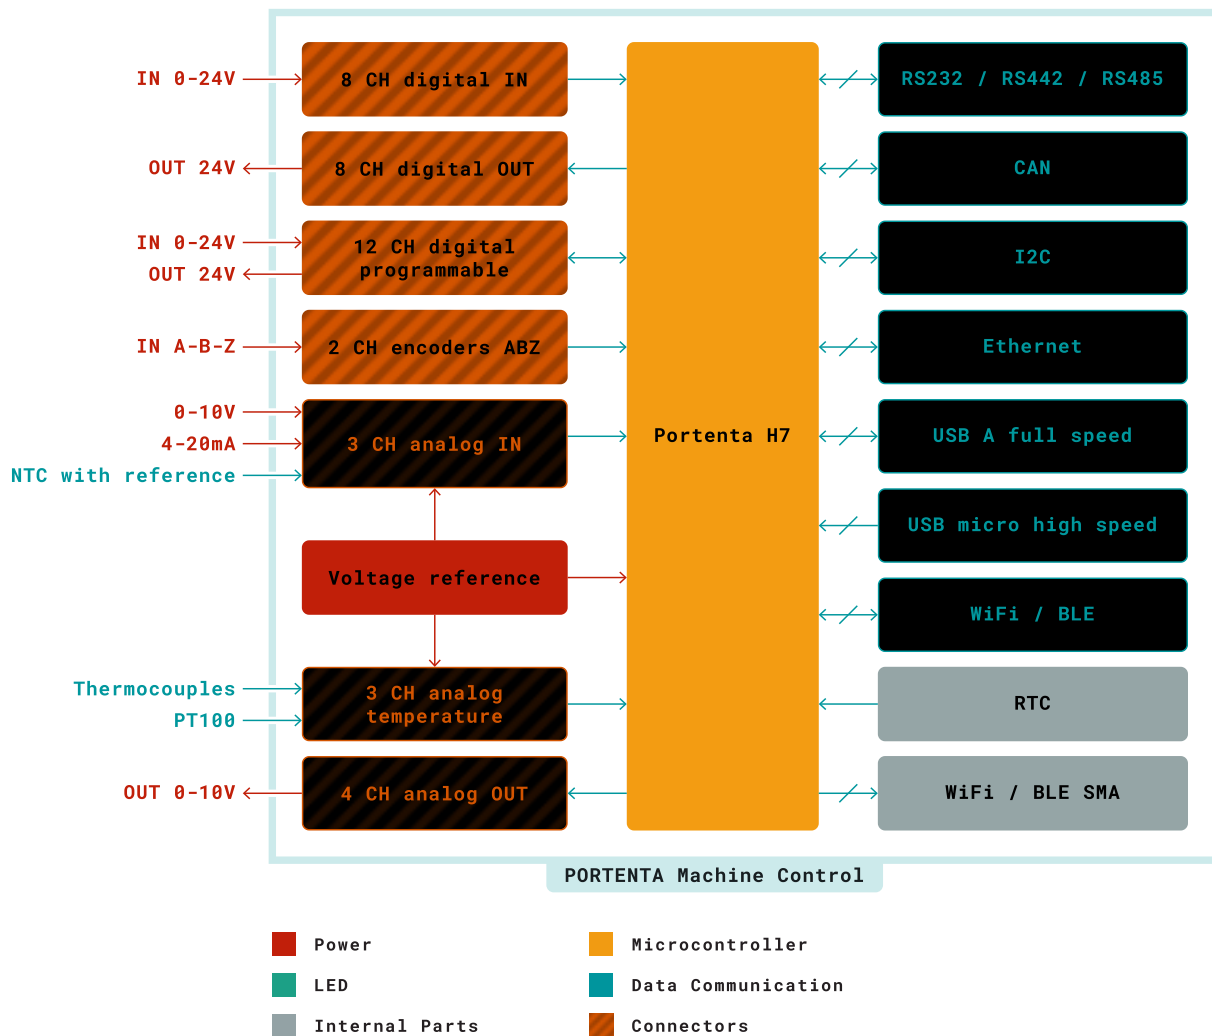 IN 0-24V
8 CH digital IN
RS232 / RS442 / RS485
OUT 24V
8 CH digital OUT
CAN
IN 0-24V
OUT 24V
12 CH digital
programmable
I2C
IN A-B-Z
2 CH encoders ABZ
Ethernet
0-10V
4-20mA
NTC with reference
3 CH analog IN
Portenta H7
USB A full speed
USB micro high speed
Voltage reference
WiFi / BLE
Thermocouples
PT100
3 CH analog
temperature
RTC
OUT 0-10V
4 CH analog OUT
WiFi / BLE SMA
PORTENTA Machine Control
Power
Microcontroller
LED
Data Communication
Internal Parts
Connectors